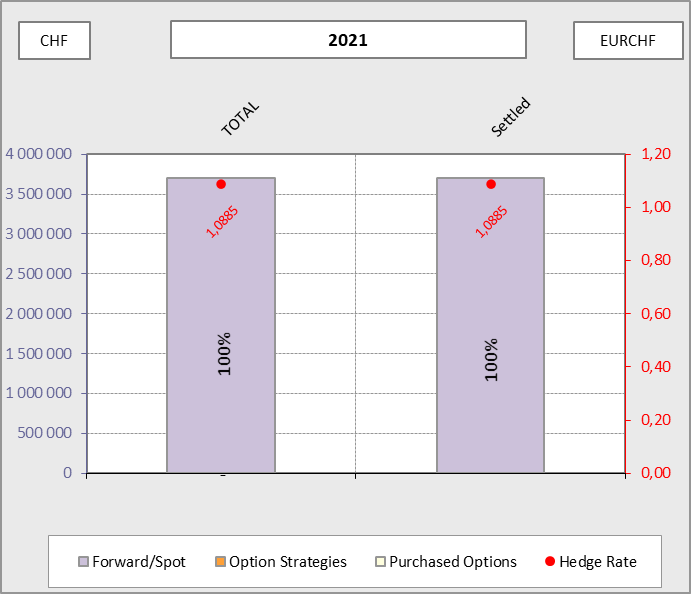 CHF
2021
EURCHF
TOTAL
Settled
4 000 000
3 500 000
3 000 000
2 500 000
2 000 000
1 500 000
1 000 000
500 000
0
1,20
1,00
0,80
0,60
0,40
0,20
0,00
1,0885
1,0885
100%
100%
-
Forward/Spot
Option Strategies
Purchased Options
Hedge Rate